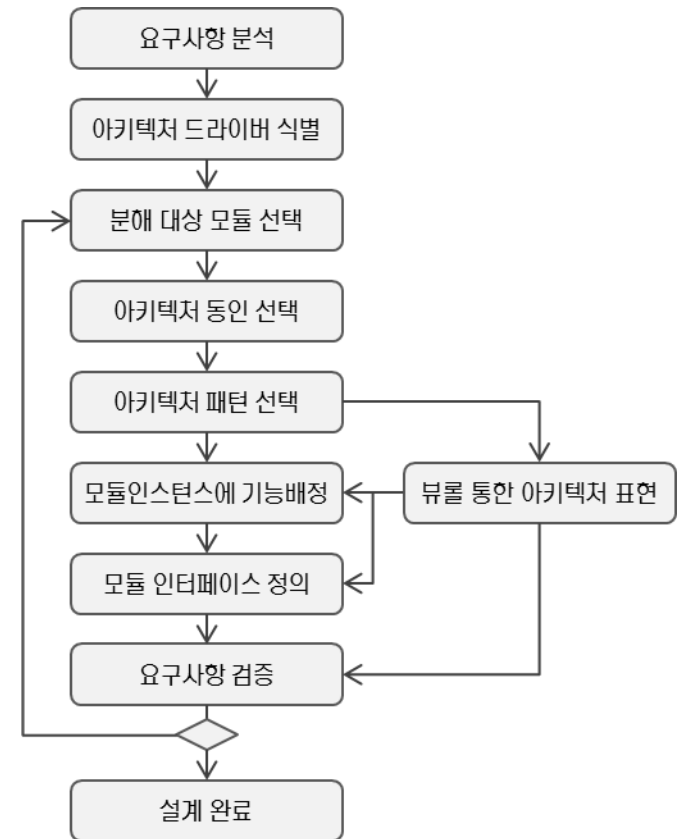 요구사항 분석
아키텍처 드라이버 식별
분해 대상 모듈 선택
아키텍처 동인 선택
아키텍처 패턴 선택
모듈인스턴스에 기능배정
뷰롤 통한 아키텍처 표현
모듈 인터페이스 정의
요구사항 검증
설계 완료